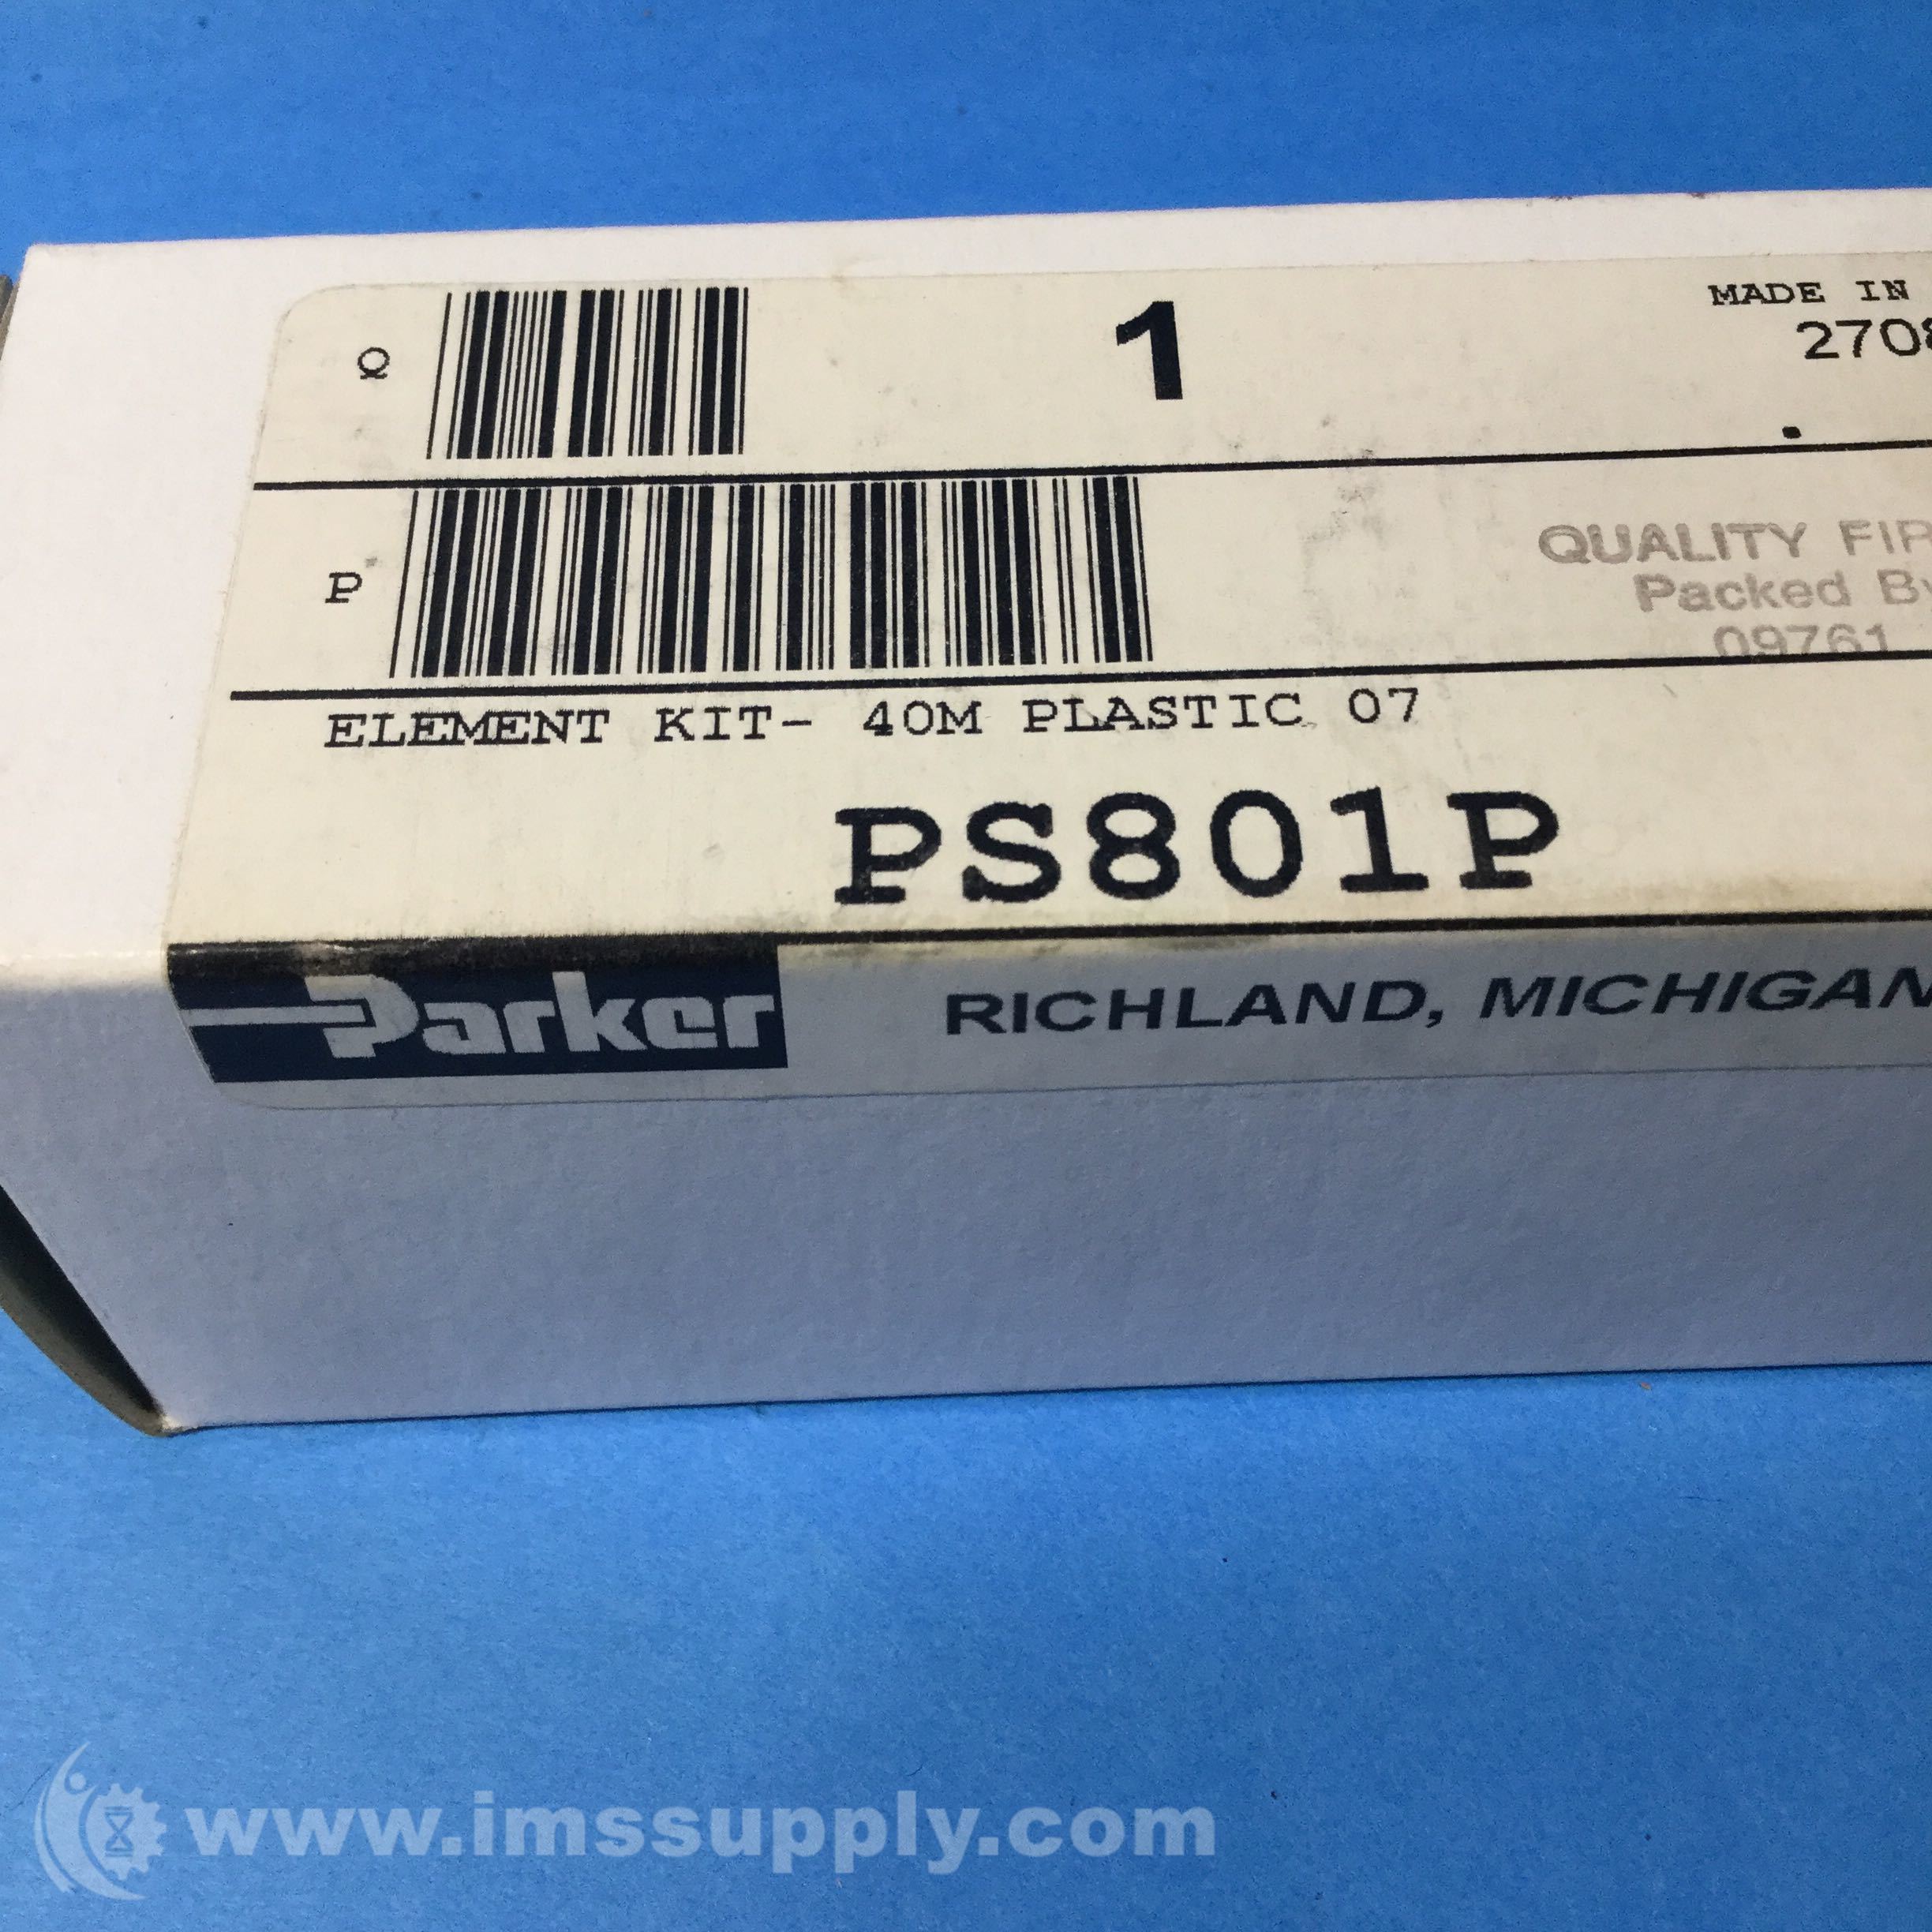 Q 1 MADE IN
2708
P
QUALITY
Packed By
09761
ELEMENT KIT- 40M PLASTIC 07
PS801P
Parker RICHLAND, MICHIGAN
www.imssupply.com